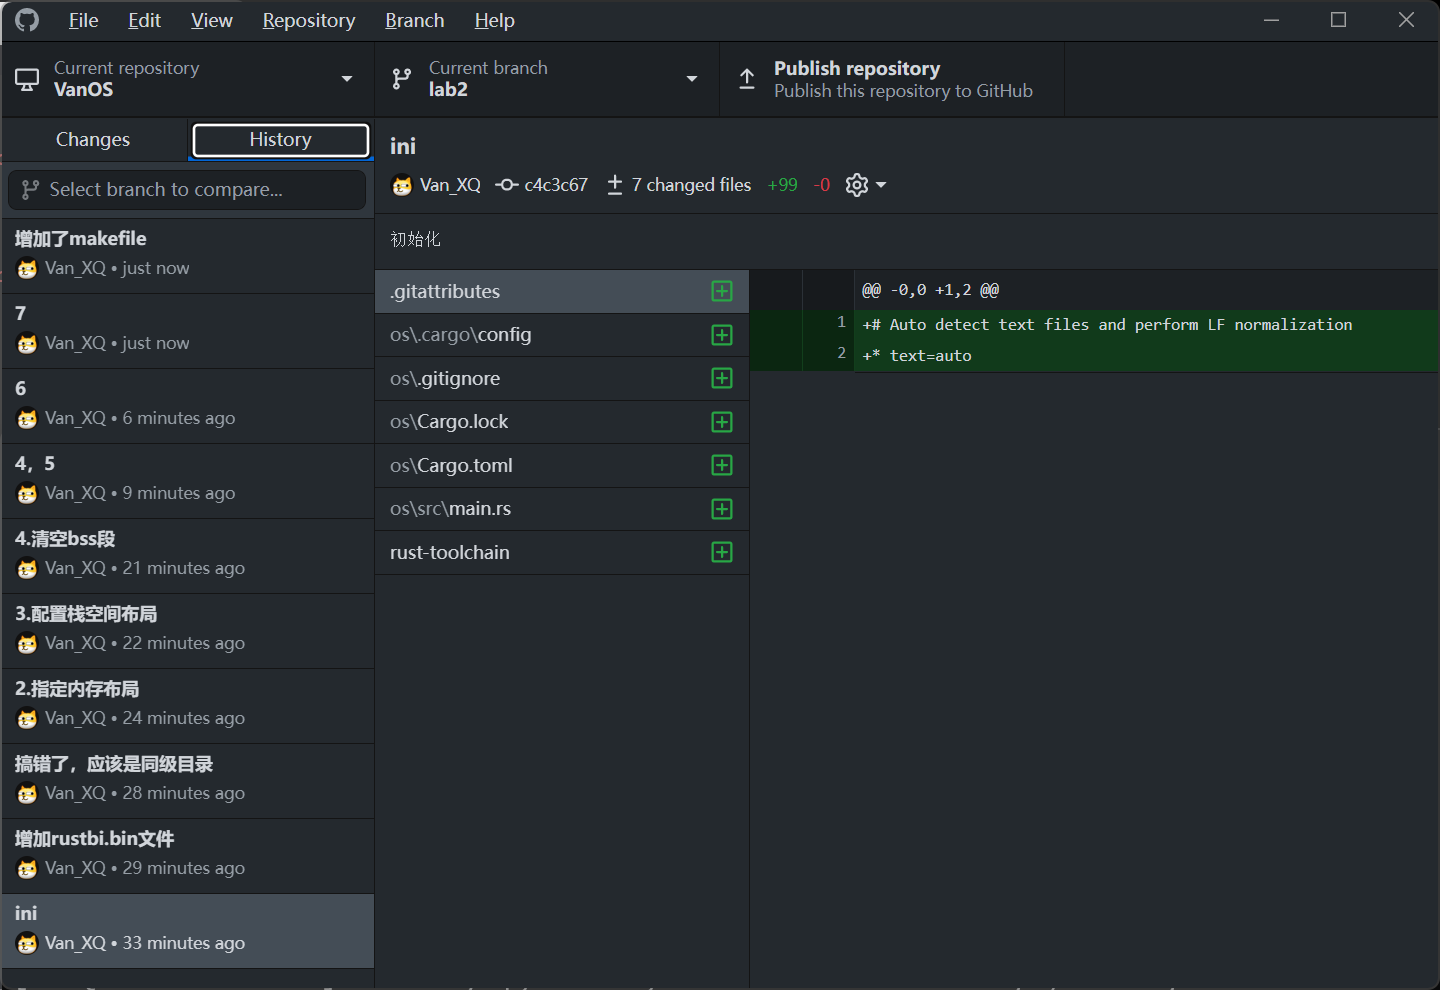 File Edit View Repository Branch Help
Current repository
VanOS
Current branch
lab2
Publish repository
Publish this repository to GitHub
Changes
History
Select branch to compare...
增加了makefile
Van_XQ • just now
7
Van_XQ • just now
6
Van_XQ • 6 minutes ago
4，5
Van_XQ • 9 minutes ago
4.清空bss段
Van_XQ • 21 minutes ago
3.配置栈空间布局
Van_XQ • 22 minutes ago
2.指定内存布局
Van_XQ • 24 minutes ago
搞错了，应该是同级目录
Van_XQ • 28 minutes ago
增加rustbi.bin文件
Van_XQ • 29 minutes ago
ini
Van_XQ • 33 minutes ago
ini
Van_XQ c4c3c67 7 changed files +99 -0
初始化
.gitattributes
os\.cargo\config
os\.gitignore
os\Cargo.lock
os\Cargo.toml
os\src\main.rs
rust-toolchain
@@ -0,0 +1,2 @@
1 +# Auto detect text files and perform LF normalization
2 +* text=auto